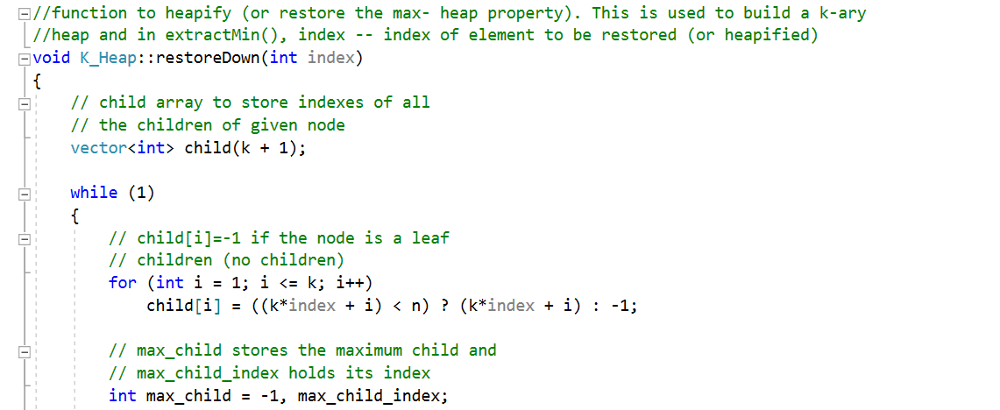 //function to heapify (or restore the max- heap property). This is used to build a k-ary
//heap and in extractMin(), index -- index of element to be restored (or heapified)
void K_Heap::restoreDown(int index)
{
    // child array to store indexes of all
    // the children of given node
    vector<int> child(k + 1);

    while (1)
    {
        // child[i]=-1 if the node is a leaf
        // children (no children)
        for (int i = 1; i <= k; i++)
            child[i] = ((k*index + i) < n) ? (k*index + i) : -1;

        // max_child stores the maximum child and
        // max_child_index holds its index
        int max_child = -1, max_child_index;